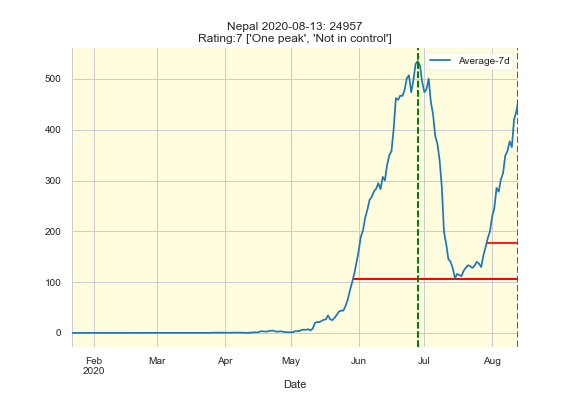 Nepal 2020-08-13: 24957
Rating:7 ['One peak', 'Not in control']
Average-7d
500
400
300
200
100
0
Feb Mar Apr May Jun Jul Aug
2020
Date